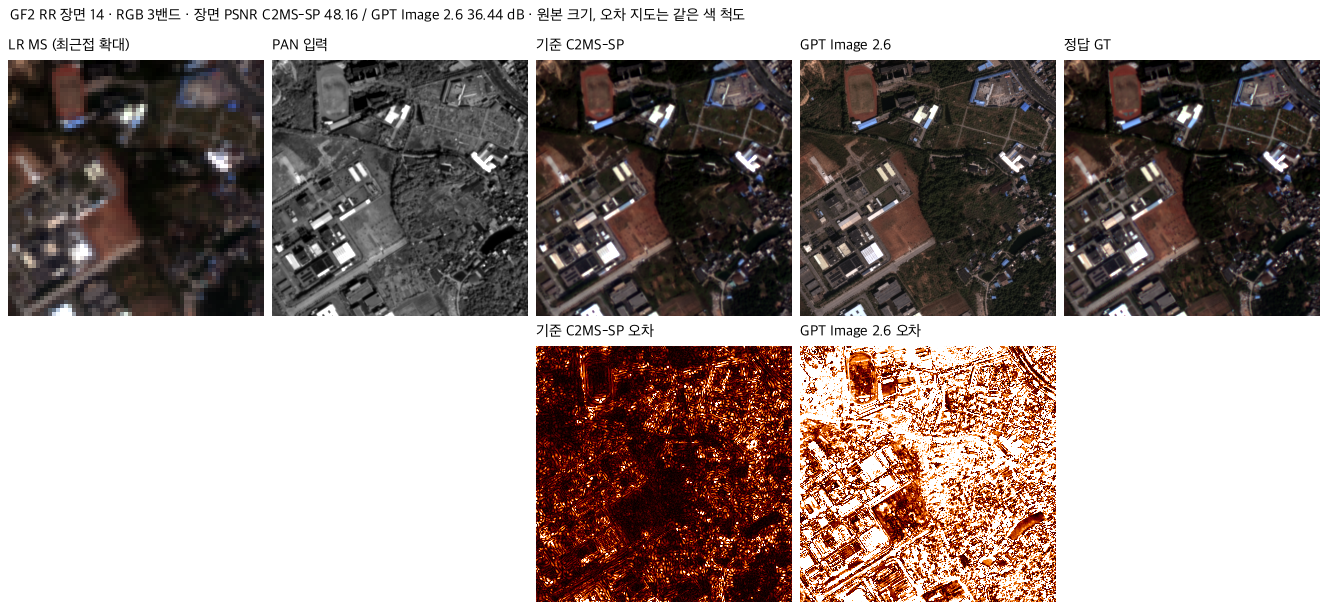 GF2 RR 장면 14 · RGB 3밴드 · 장면 PSNR C2MS-SP 48.16 / GPT Image 2.6 36.44 dB · 원본 크기, 오차 지도는 같은 색 척도
LR MS (최근접 확대)
PAN 입력
기준 C2MS-SP
GPT Image 2.6
정답 GT
기준 C2MS-SP 오차
GPT Image 2.6 오차